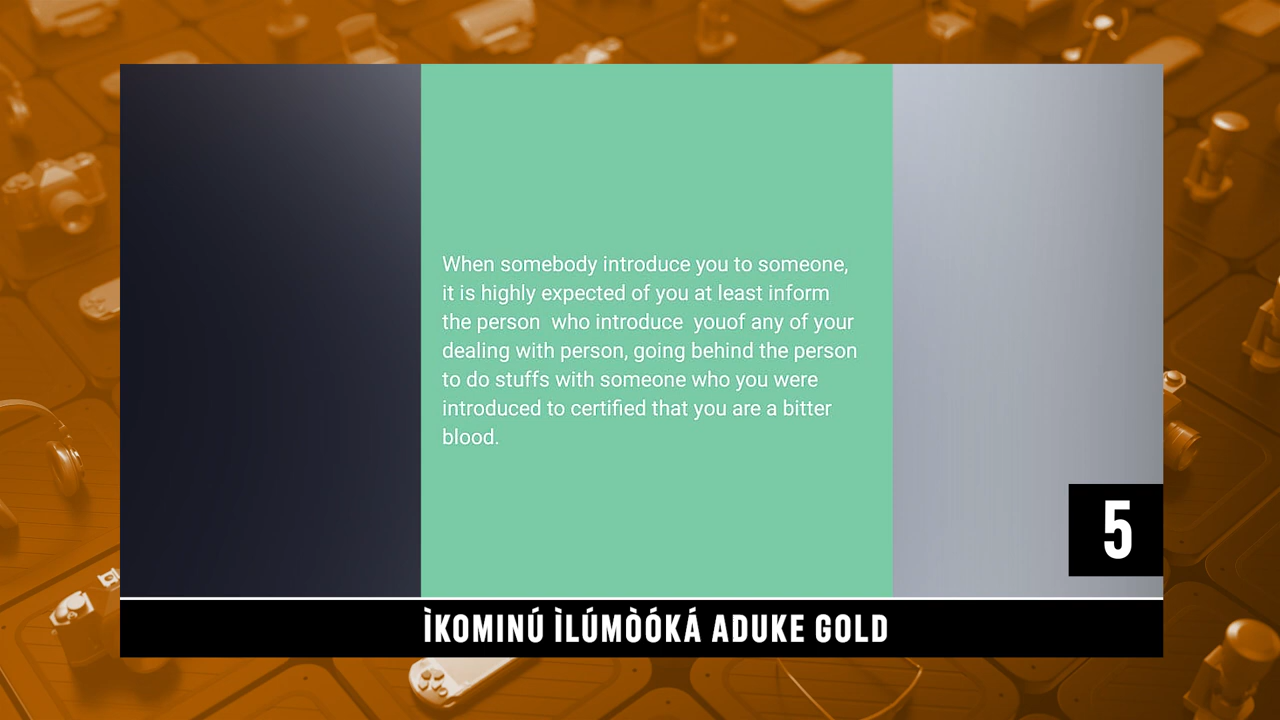 When somebody introduce you to someone,
it is highly expected of you at least inform
the person  who introduce  youof any of your
dealing with person, going behind the person
to do stuffs with someone who you were
introduced to certified that you are a bitter
blood.
5
ÌKOMINÚ ÌLÚMÒÓKÁ ADUKE GOLD